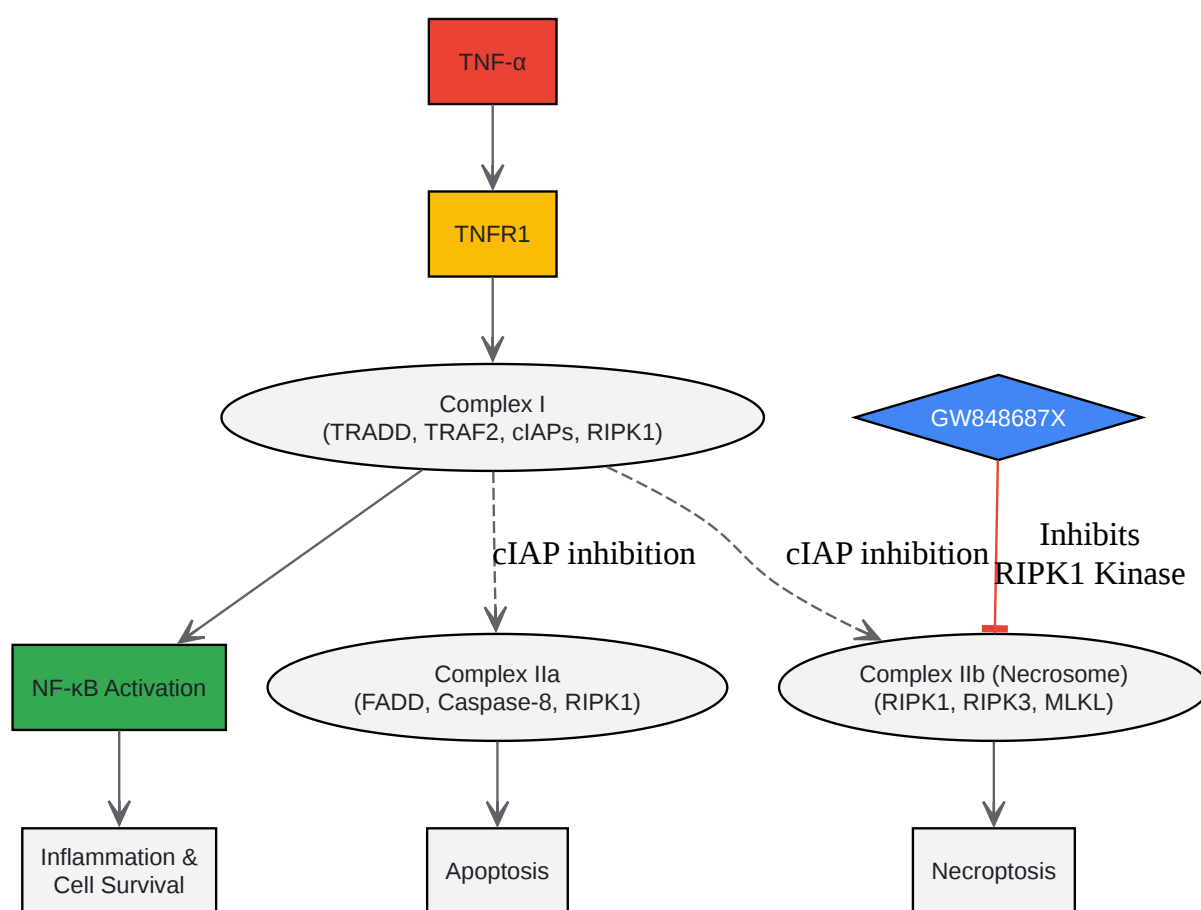 TNF-α
TNFR1
Complex I
(TRADD, TRAF2, cIAPs, RIPK1)
GW848687X
cIAP inhibition
cIAP inhibition
Inhibits
RIPK1 Kinase
NF-κB Activation
Complex IIa
(FADD, Caspase-8, RIPK1)
Complex IIb (Necrosome)
(RIPK1, RIPK3, MLKL)
Inflammation &
Cell Survival
Apoptosis
Necroptosis